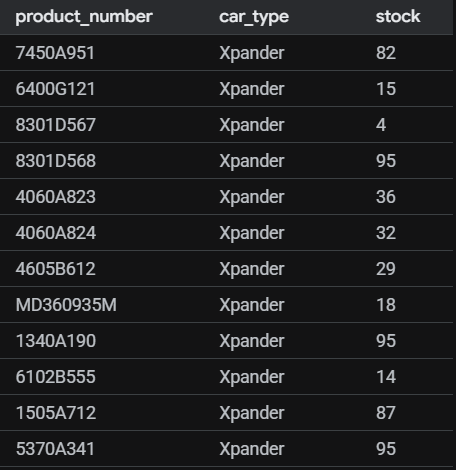 product_number car_type stock
7450A951 Xpander 82
6400G121 Xpander 15
8301D567 Xpander 4
8301D568 Xpander 95
4060A823 Xpander 36
4060A824 Xpander 32
4605B612 Xpander 29
MD360935M Xpander 18
1340A190 Xpander 95
6102B555 Xpander 14
1505A712 Xpander 87
5370A341 Xpander 95